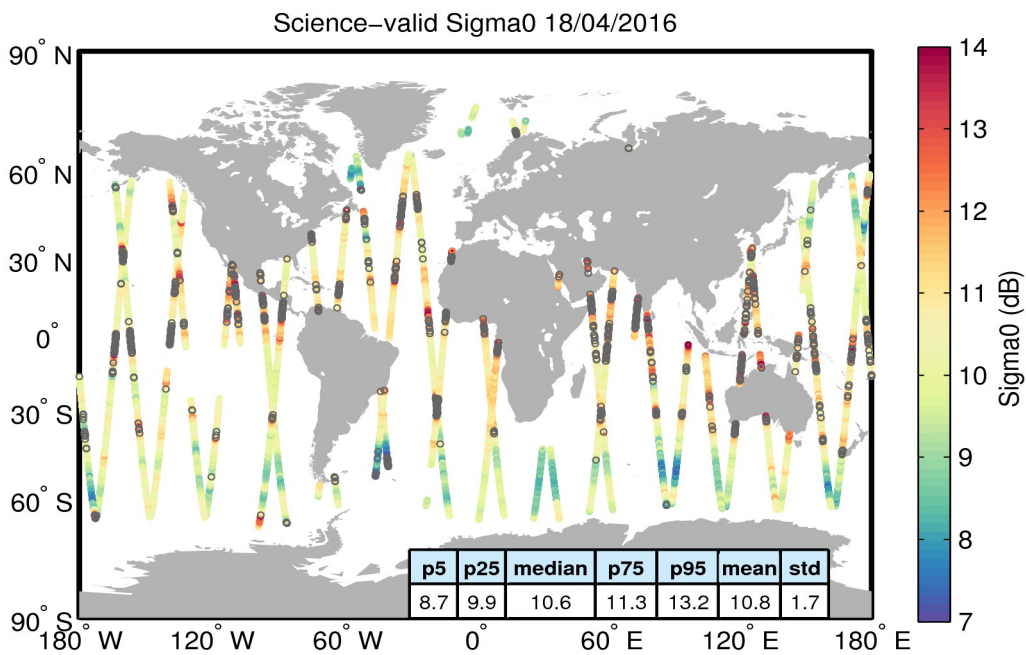 Science−valid Sigma0 18/04/2016
90° N
60° N
30° N
0°
30° S
60° S
90° S
180° W
120° W
60° W
0°
60° E
120° E
180° E
p5 p25 median p75 p95 mean std
8.7 9.9 10.6 11.3 13.2 10.8 1.7
14
13
12
11
10
9
8
7
Sigma0 (dB)